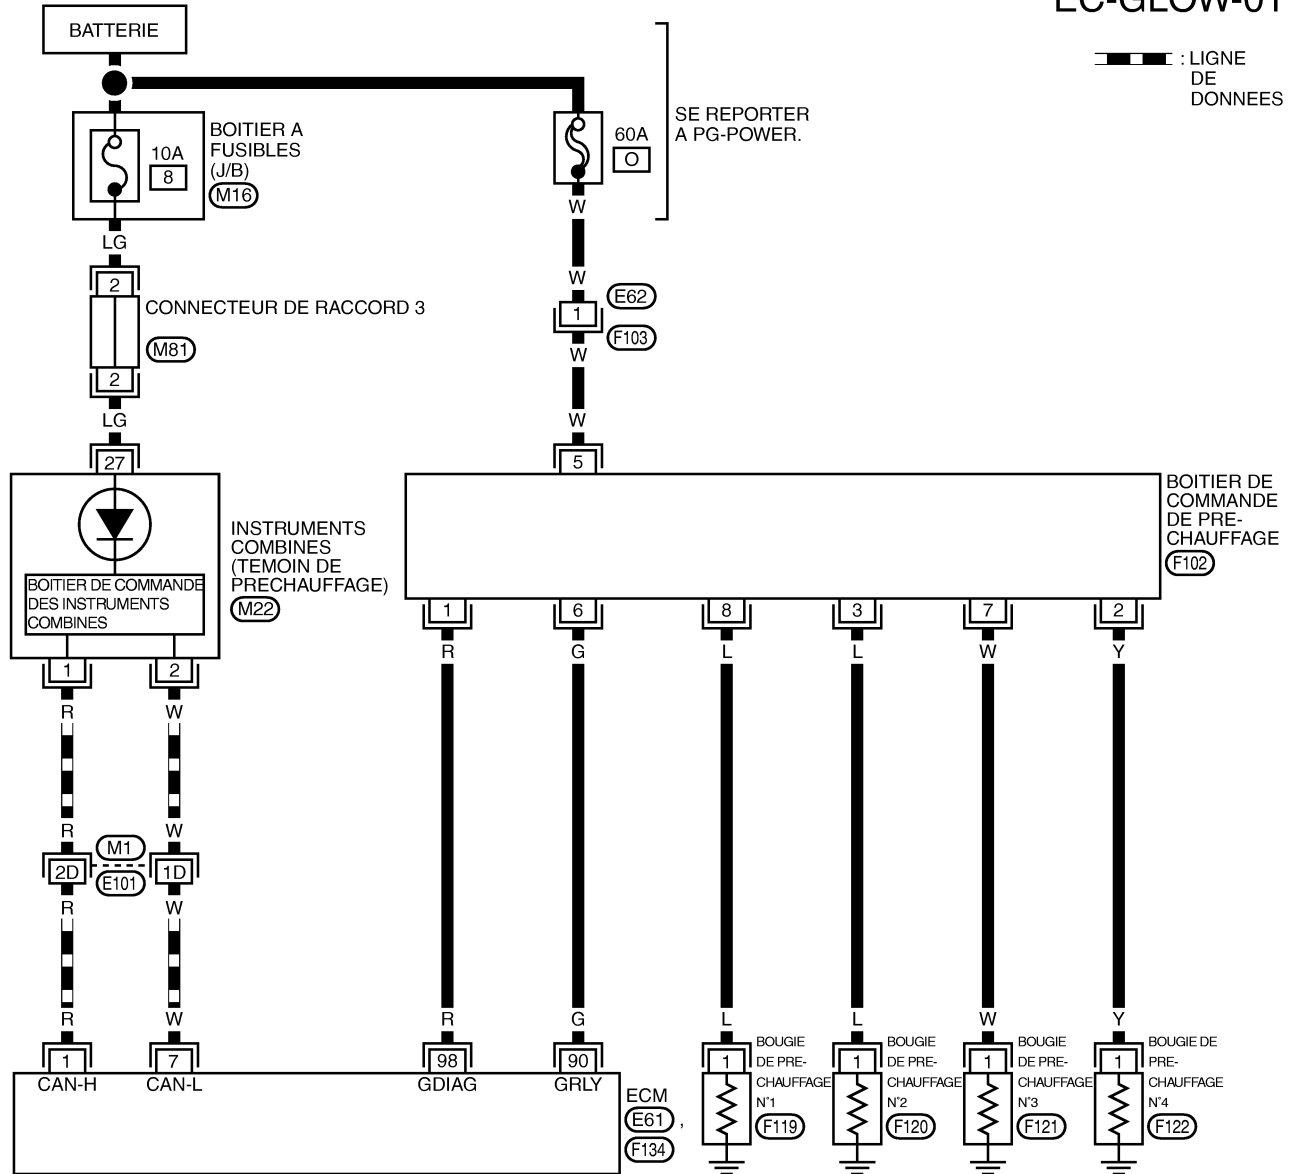 EC-GLOW-01
BATTERIE
: LIGNE
DE
DONNEES
SE REPORTER
A PG-POWER.
BOITIER A
FUSIBLES
(J/B)
M16
10A
8
60A
O
LG
W
2
CONNECTEUR DE RACCORD 3
M81
2
LG
W
1
E62
F103
W
W
27
5
INSTRUMENTS
COMBINES
(TEMOIN DE
PRECHAUFFAGE)
M22
BOITIER DE COMMANDE
DES INSTRUMENTS
COMBINES
BOITIER DE
COMMANDE
DE PRE-
CHAUFFAGE
F102
1 2
1 6 8 3 7 2
R W
R G L L W Y
R W
M1
2D 1D
E101
R W
R W
R G L L W Y
1 7 98 90
CAN-H CAN-L GDIAG GRLY
ECM
E61 ,
F134
1
BOUGIE
DE PRE-
CHAUFFAGE
N°1
F119
1
BOUGIE
DE PRE-
CHAUFFAGE
N°2
F120
1
BOUGIE
DE PRE-
CHAUFFAGE
N°3
F121
1
BOUGIE DE
PRE-
CHAUFFAGE
N°4
F122